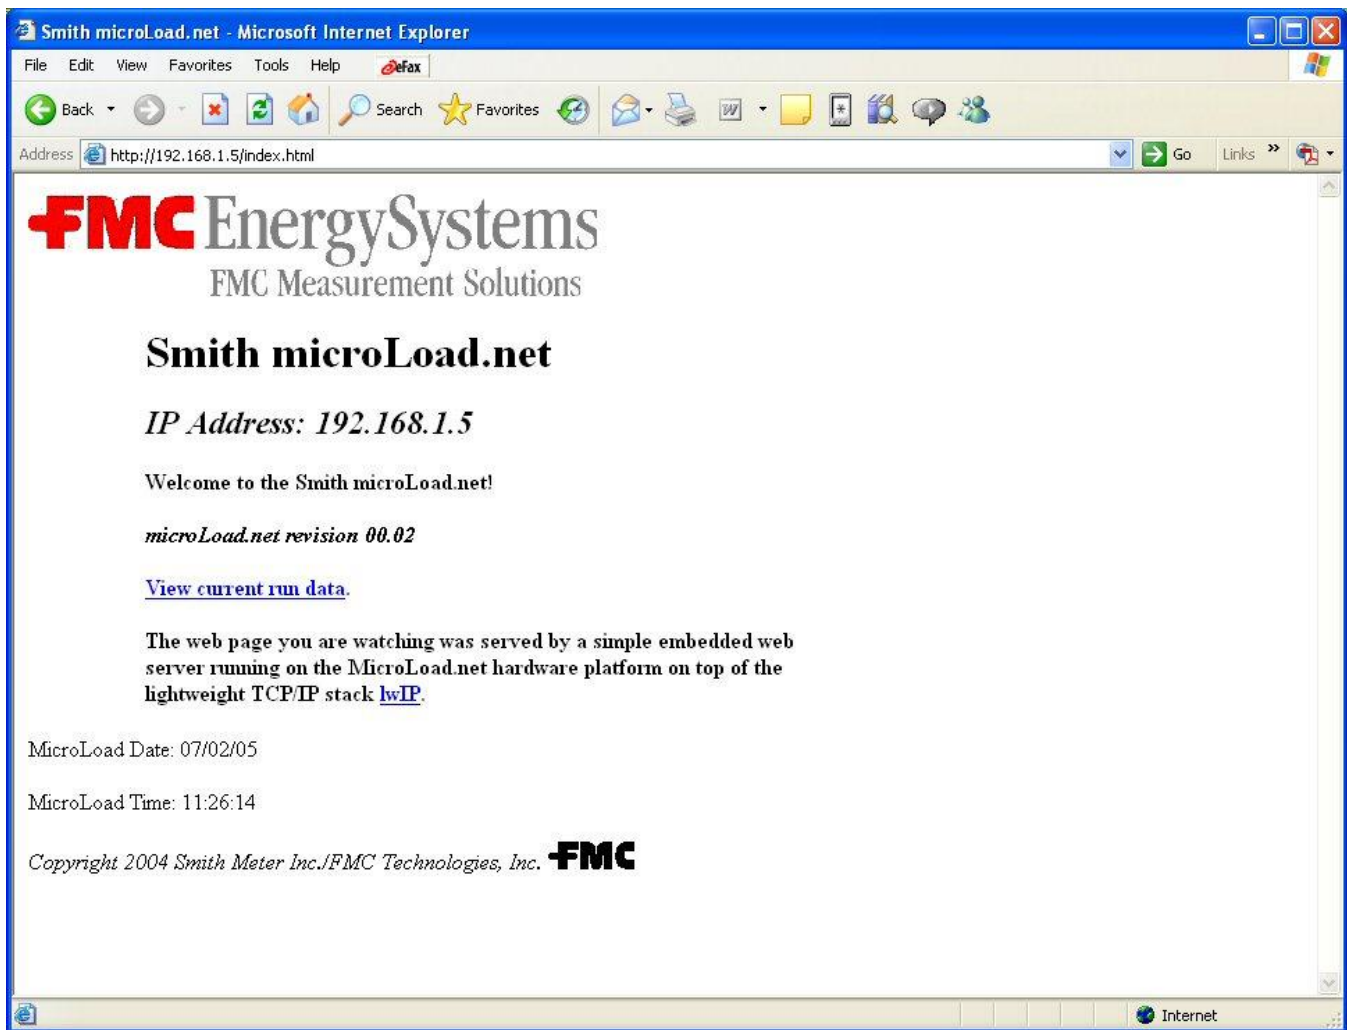 Smith microLoad.net - Microsoft Internet Explorer
File Edit View Favorites Tools Help eFax
Back Search Favorites
Address http://192.168.1.5/index.html Go Links »
FMC EnergySystems
FMC Measurement Solutions
Smith microLoad.net
IP Address: 192.168.1.5
Welcome to the Smith microLoad.net!
microLoad.net revision 00.02
View current run data.
The web page you are watching was served by a simple embedded web
server running on the MicroLoad.net hardware platform on top of the
lightweight TCP/IP stack lwIP.
MicroLoad Date: 07/02/05
MicroLoad Time: 11:26:14
Copyright 2004 Smith Meter Inc./FMC Technologies, Inc. FMC
Internet